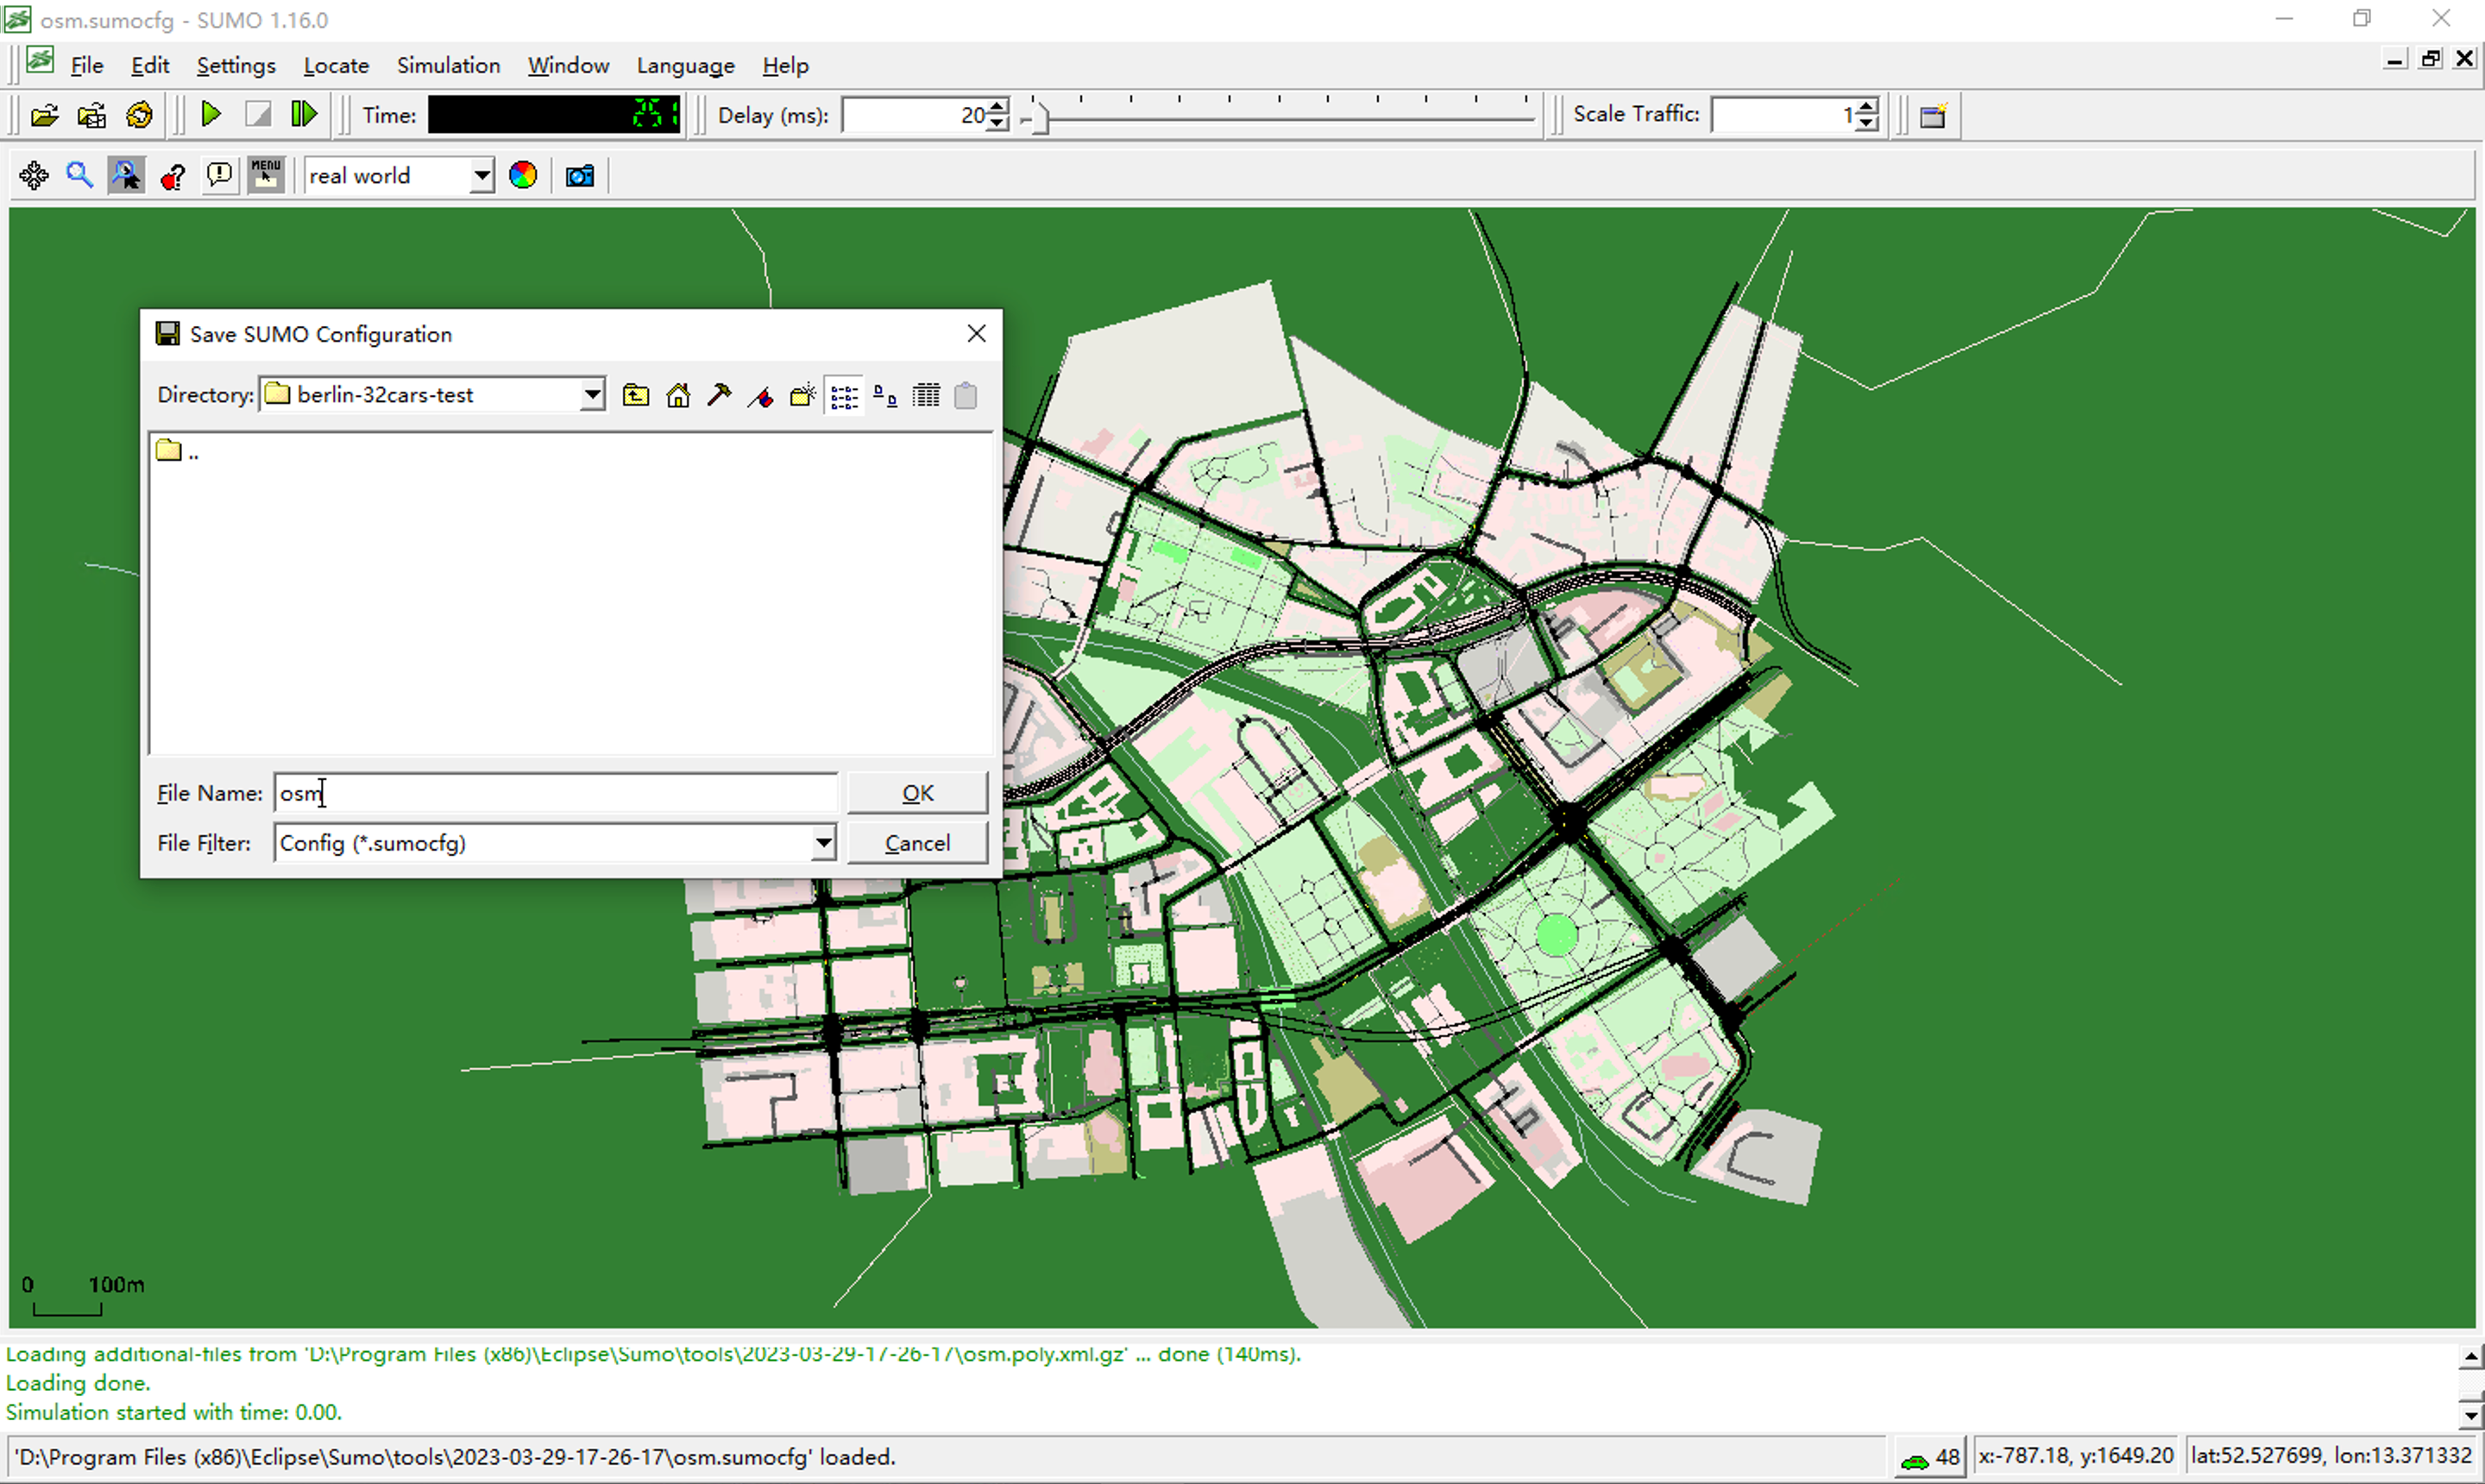 osm.sumocfg - SUMO 1.16.0
File Edit Settings Locate Simulation Window Language Help
Time: Delay (ms): 20 Scale Traffic: 1
MENU real world
Save SUMO Configuration
Directory: berlin-32cars-test
..
File Name: osm OK
File Filter: Config (*.sumocfg) Cancel
0 100m
Loading additional-files from 'D:\Program Files (x86)\Eclipse\Sumo\tools\2023-03-29-17-26-17\osm.poly.xml.gz' ... done (140ms).
Loading done.
Simulation started with time: 0.00.
'D:\Program Files (x86)\Eclipse\Sumo\tools\2023-03-29-17-26-17\osm.sumocfg' loaded. 48 x:-787.18, y:1649.20 lat:52.527699, lon:13.371332